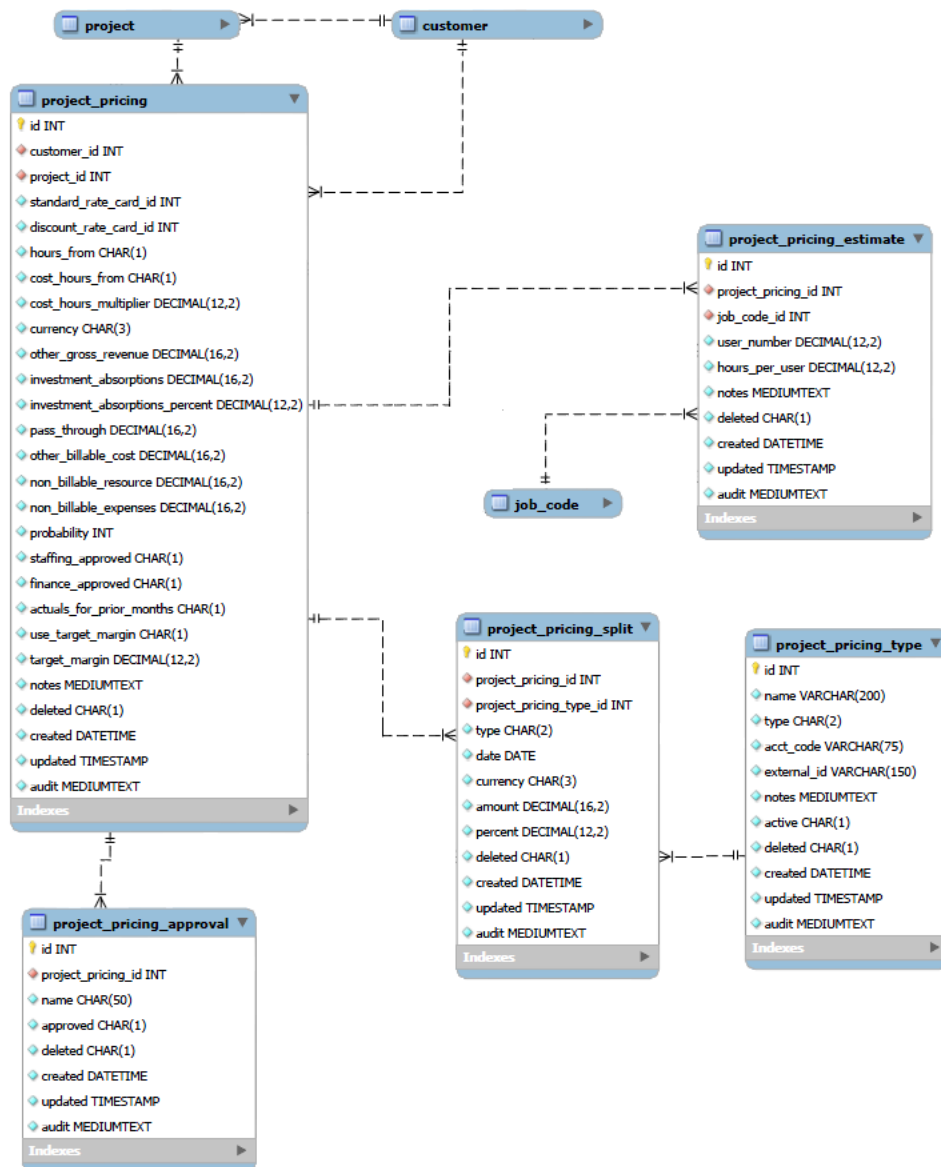 project
customer
project_pricing
id INT
customer_id INT
project_id INT
standard_rate_card_id INT
discount_rate_card_id INT
hours_from CHAR(1)
cost_hours_from CHAR(1)
cost_hours_multiplier DECIMAL(12,2)
currency CHAR(3)
other_gross_revenue DECIMAL(16,2)
investment_absorptions DECIMAL(16,2)
investment_absorptions_percent DECIMAL(12,2)
pass_through DECIMAL(16,2)
other_billable_cost DECIMAL(16,2)
non_billable_resource DECIMAL(16,2)
non_billable_expenses DECIMAL(16,2)
probability INT
staffing_approved CHAR(1)
finance_approved CHAR(1)
actuals_for_prior_months CHAR(1)
use_target_margin CHAR(1)
target_margin DECIMAL(12,2)
notes MEDIUMTEXT
deleted CHAR(1)
created DATETIME
updated TIMESTAMP
audit MEDIUMTEXT
Indexes
project_pricing_estimate
id INT
project_pricing_id INT
job_code_id INT
user_number DECIMAL(12,2)
hours_per_user DECIMAL(12,2)
notes MEDIUMTEXT
deleted CHAR(1)
created DATETIME
updated TIMESTAMP
audit MEDIUMTEXT
Indexes
job_code
project_pricing_split
id INT
project_pricing_id INT
project_pricing_type_id INT
type CHAR(2)
date DATE
currency CHAR(3)
amount DECIMAL(16,2)
percent DECIMAL(12,2)
deleted CHAR(1)
created DATETIME
updated TIMESTAMP
audit MEDIUMTEXT
Indexes
project_pricing_type
id INT
name VARCHAR(200)
type CHAR(2)
acct_code VARCHAR(75)
external_id VARCHAR(150)
notes MEDIUMTEXT
active CHAR(1)
deleted CHAR(1)
created DATETIME
updated TIMESTAMP
audit MEDIUMTEXT
Indexes
project_pricing_approval
id INT
project_pricing_id INT
name CHAR(50)
approved CHAR(1)
deleted CHAR(1)
created DATETIME
updated TIMESTAMP
audit MEDIUMTEXT
Indexes